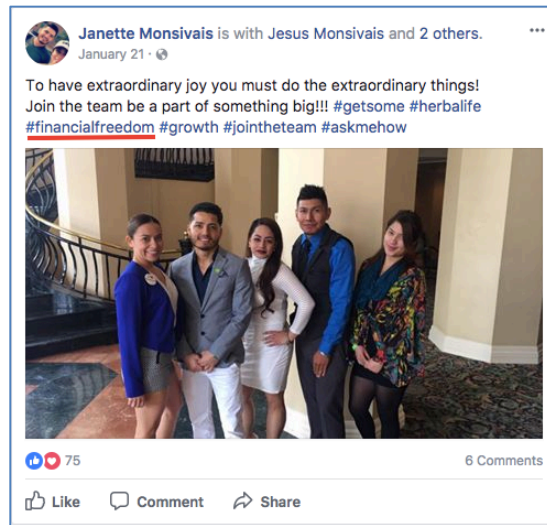 Janette Monsivais is with Jesus Monsivais and 2 others.
January 21 ·
To have extraordinary joy you must do the extraordinary things!
Join the team be a part of something big!!! #getsome #herbalife
#financialfreedom #growth #jointheteam #askmehow
75
6 Comments
Like
Comment
Share